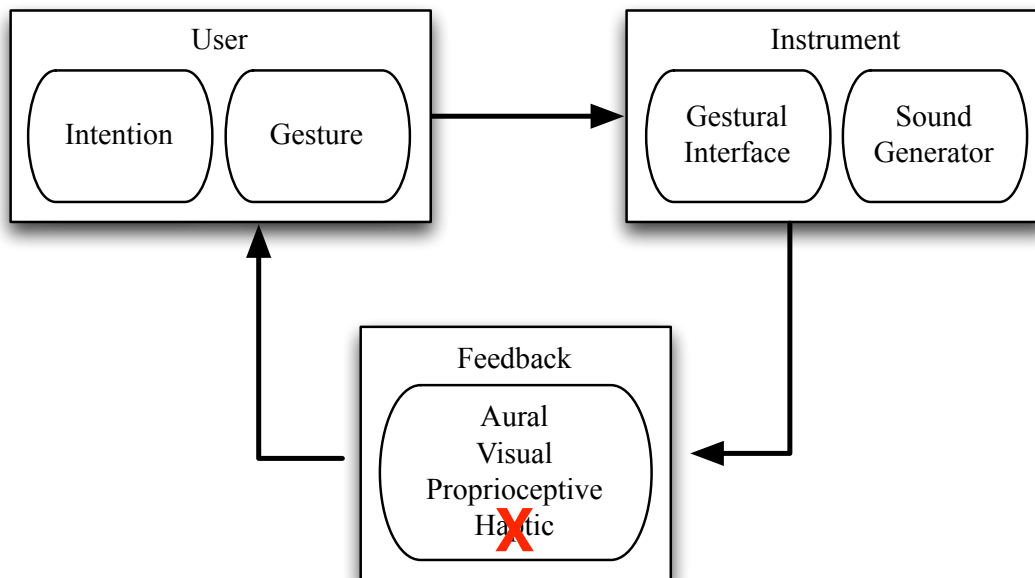 User
Intention
Gesture
Instrument
Gestural
Interface
Sound
Generator
Feedback
Aural
Visual
Proprioceptive
Haptic
X